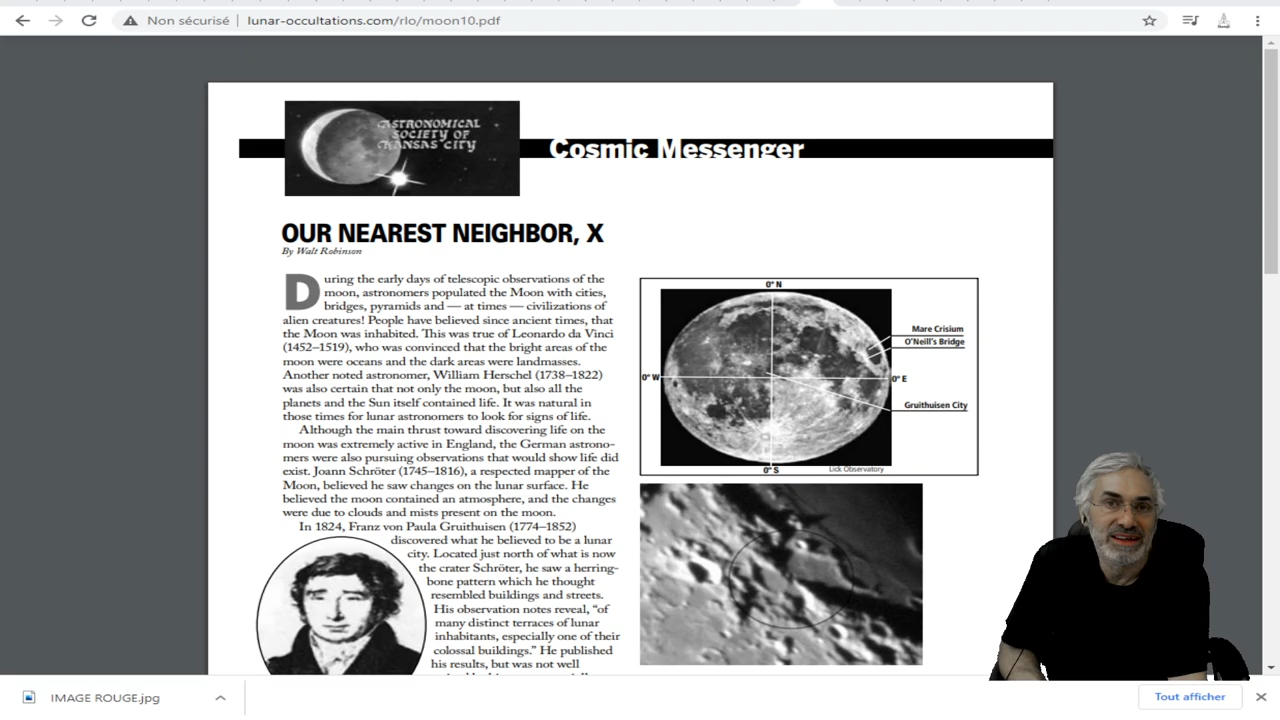 Non sécurisé
lunar-occultations.com/rlo/moon10.pdf
ASTRONOMICAL
SOCIETY OF
KANSAS CITY
Cosmic Messenger
OUR NEAREST NEIGHBOR, X
By Walt Robinson
During the early days of telescopic observations of the
moon, astronomers populated the Moon with cities,
bridges, pyramids and — at times — civilizations of
alien creatures! People have believed since ancient times, that
the Moon was inhabited. This was true of Leonardo da Vinci
(1452–1519), who was convinced that the bright areas of the
moon were oceans and the dark areas were landmasses.
Another noted astronomer, William Herschel (1738–1822)
was also certain that not only the moon, but also all the
planets and the Sun itself contained life. It was natural in
those times for lunar astronomers to look for signs of life.
Although the main thrust toward discovering life on the
moon was extremely active in England, the German astrono-
mers were also pursuing observations that would show life did
exist. Joann Schröter (1745–1816), a respected mapper of the
Moon, believed he saw changes on the lunar surface. He
believed the moon contained an atmosphere, and the changes
were due to clouds and mists present on the moon.
In 1824, Franz von Paula Gruithuisen (1774–1852)
discovered what he believed to be a lunar
city. Located just north of what is now
the crater Schröter, he saw a herring-
bone pattern which he thought
resembled buildings and streets.
His observation notes reveal, “of
many distinct terraces of lunar
inhabitants, especially one of their
colossal buildings.” He published
his results, but was not well
0° N
Mare Crisium
O'Neill's Bridge
0° W
0° E
Gruithuisen City
0° S
Lick Observatory
IMAGE ROUGE.jpg
Tout afficher